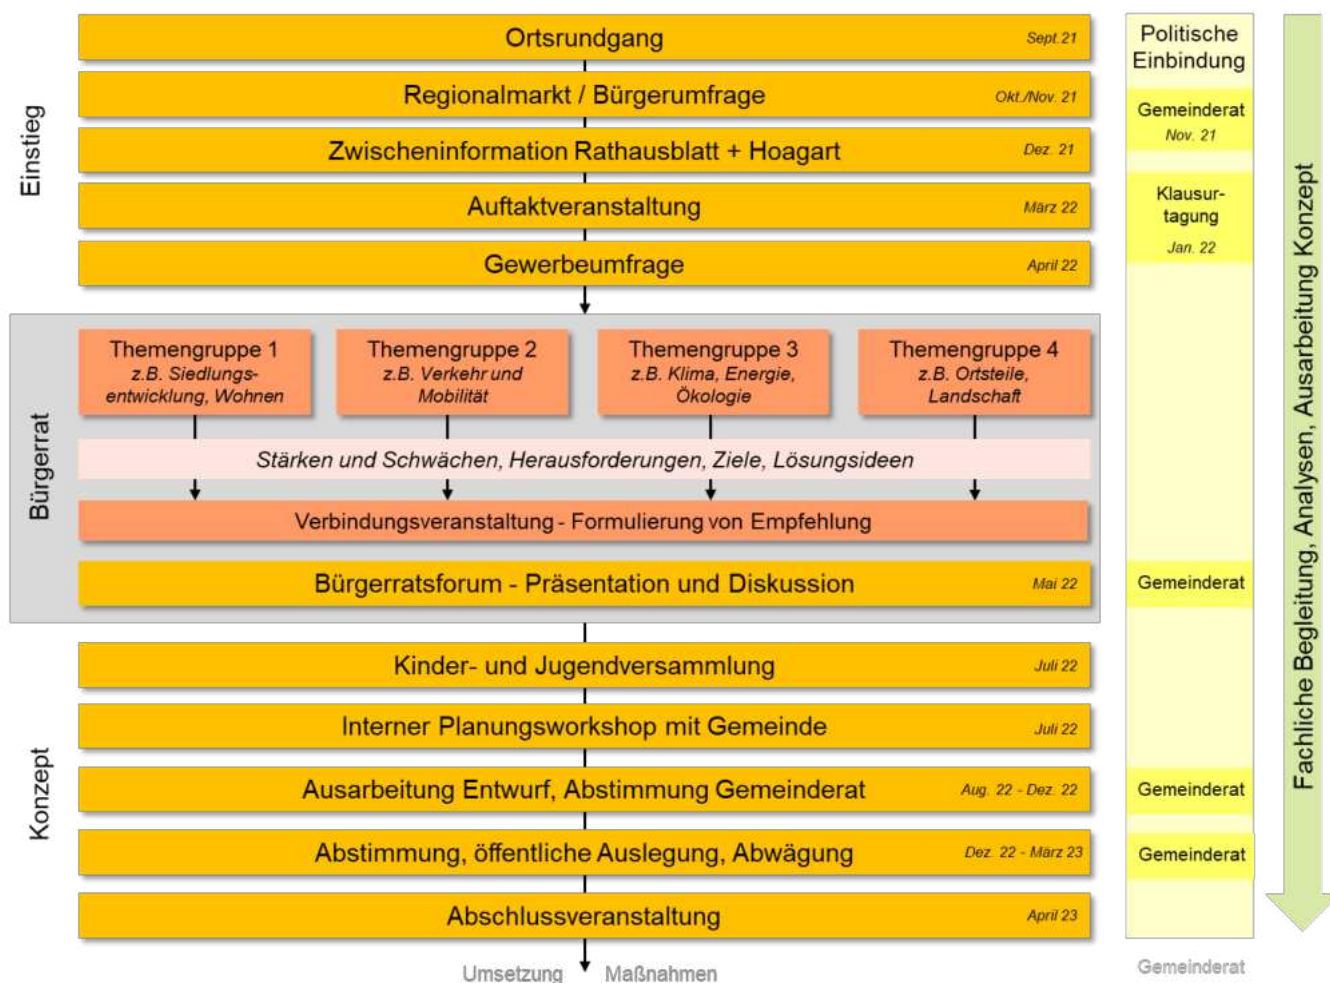 Einstieg
Ortsrundgang
Sept. 21
Regionalmarkt / Bürgerumfrage
Okt./Nov. 21
Zwischeninformation Rathausblatt + Hoagart
Dez. 21
Auftaktveranstaltung
März 22
Gewerbeumfrage
April 22
Bürgerrat
Themengruppe 1
z.B. Siedlungs-
entwicklung, Wohnen
Themengruppe 2
z.B. Verkehr und
Mobilität
Themengruppe 3
z.B. Klima, Energie,
Ökologie
Themengruppe 4
z.B. Ortsteile,
Landschaft
Stärken und Schwächen, Herausforderungen, Ziele, Lösungsideen
Verbindungsveranstaltung - Formulierung von Empfehlung
Bürgerratsforum - Präsentation und Diskussion
Mai 22
Konzept
Kinder- und Jugendversammlung
Juli 22
Interner Planungsworkshop mit Gemeinde
Juli 22
Ausarbeitung Entwurf, Abstimmung Gemeinderat
Aug. 22 - Dez. 22
Abstimmung, öffentliche Auslegung, Abwägung
Dez. 22 - März 23
Abschlussveranstaltung
April 23
Umsetzung Maßnahmen
Politische
Einbindung
Gemeinderat
Nov. 21
Klausur-
tagung
Jan. 22
Gemeinderat
Gemeinderat
Gemeinderat
Gemeinderat
Fachliche Begleitung, Analysen, Ausarbeitung Konzept